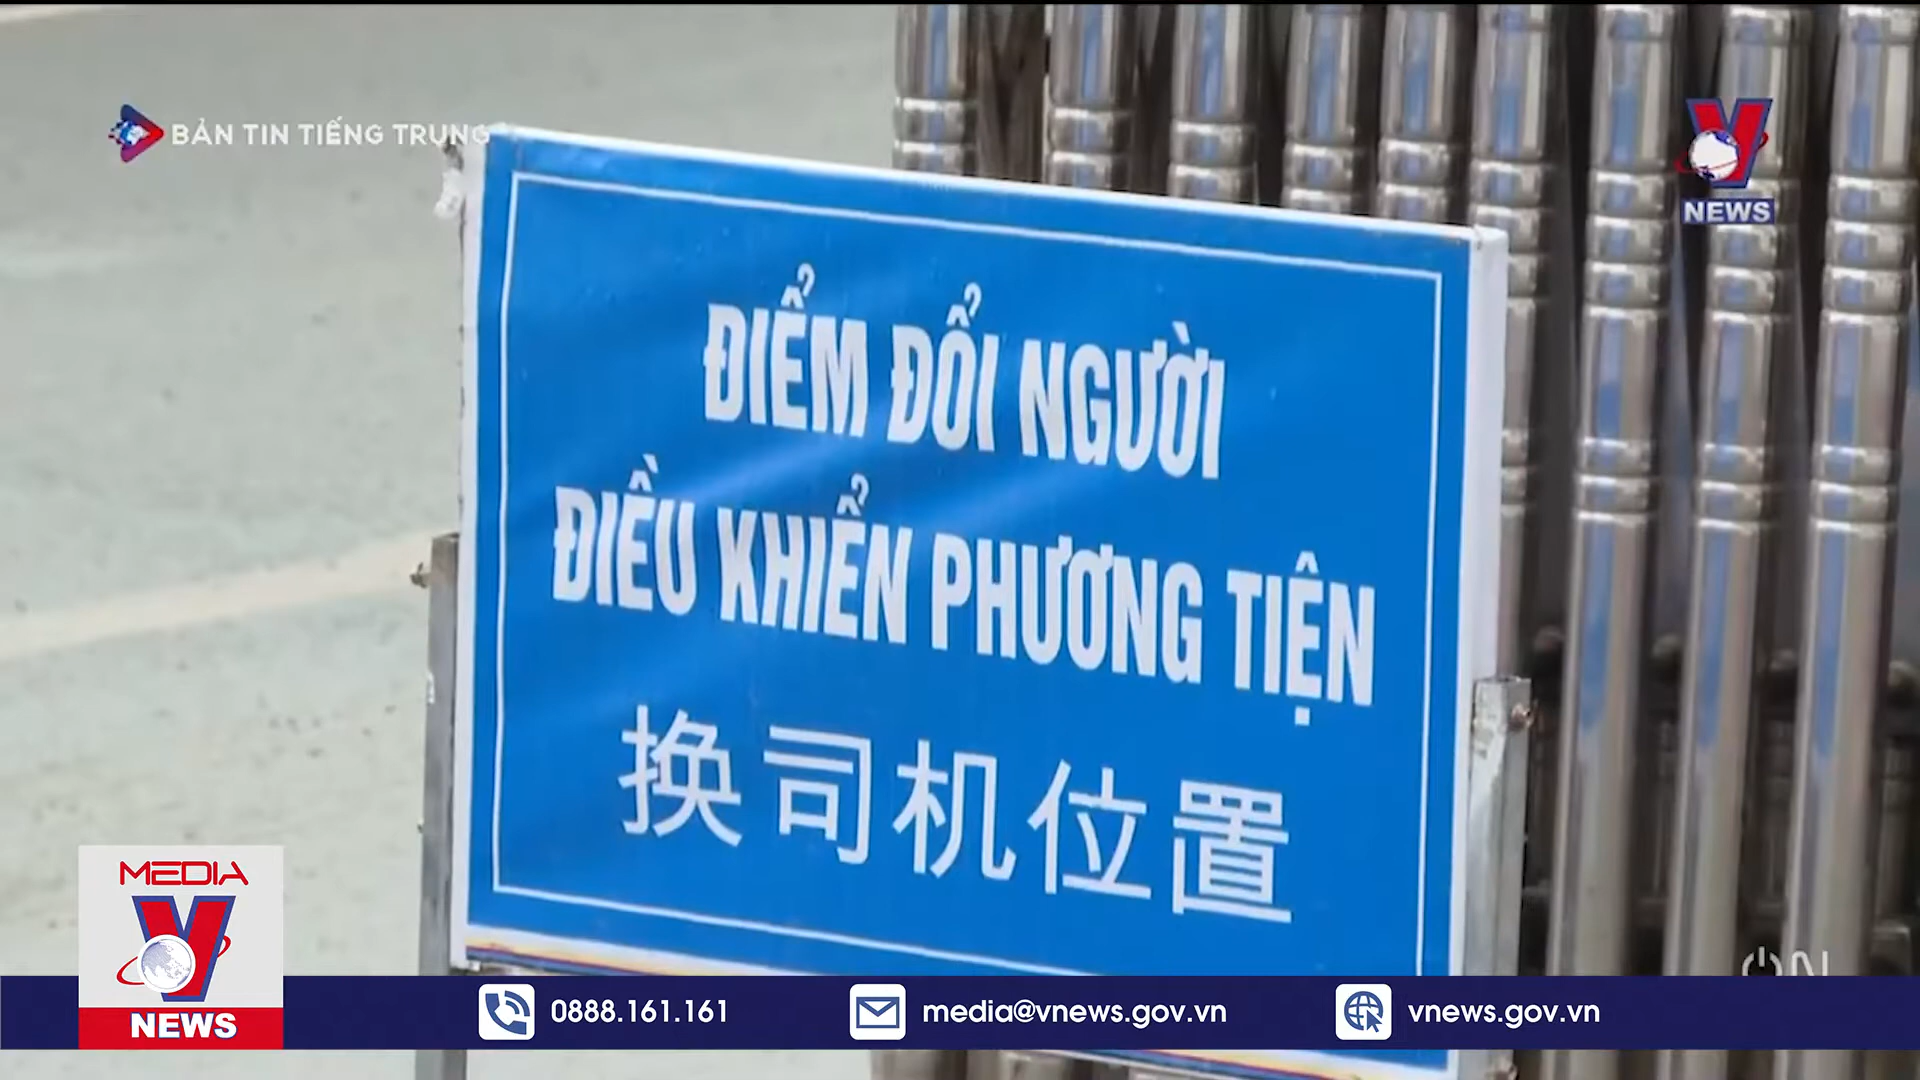 BẢN TIN TIẾNG TRUNG
V
NEWS
ĐIỂM ĐỔI NGƯỜI
ĐIỀU KHIỂN PHƯƠNG TIỆN
换司机位置
ON
MEDIA
V
NEWS
0888.161.161
media@vnews.gov.vn
vnews.gov.vn